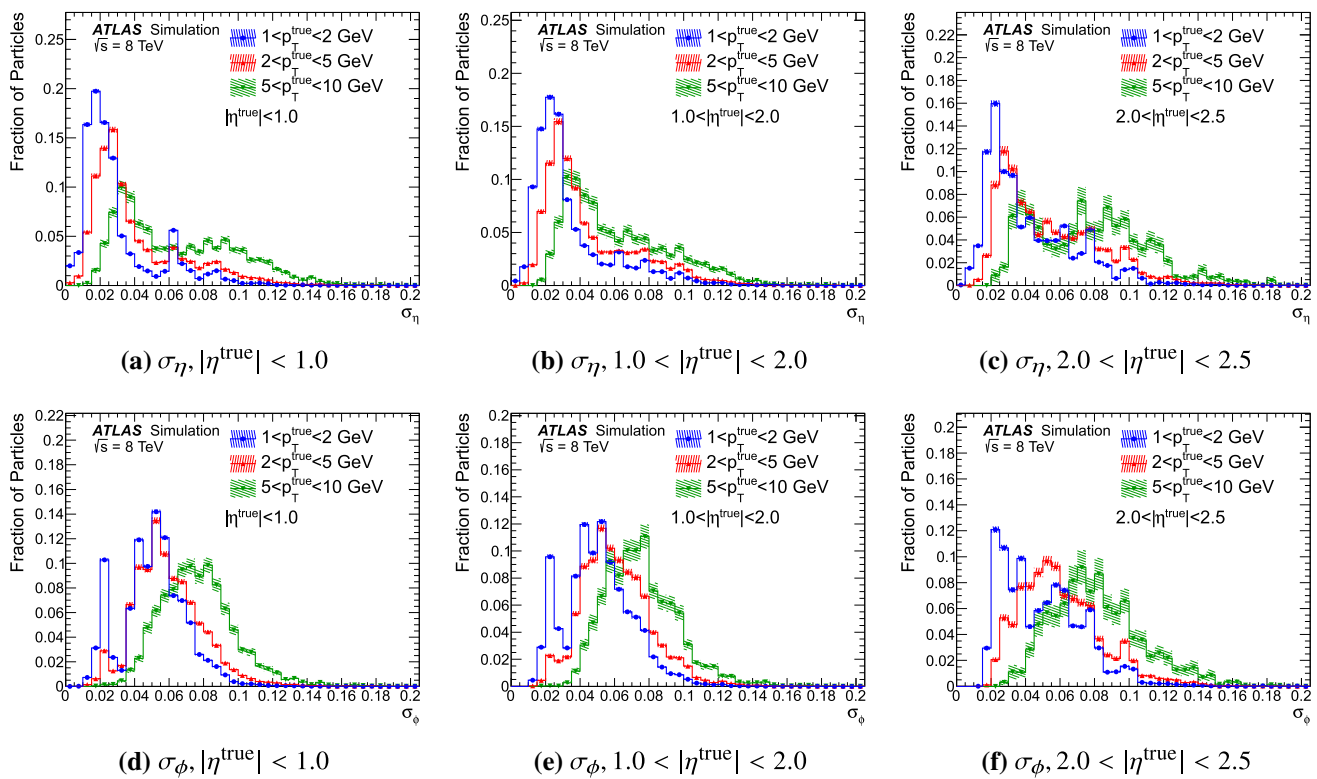 Fraction of Particles
0.25
0.2
0.15
0.1
0.05
0
ATLAS Simulation
√s = 8 TeV
1<p_T^true<2 GeV
2<p_T^true<5 GeV
5<p_T^true<10 GeV
|η^true|<1.0
0 0.02 0.04 0.06 0.08 0.1 0.12 0.14 0.16 0.18 0.2
σ_η
(a) σ_η, |η^true| < 1.0
Fraction of Particles
0.25
0.2
0.15
0.1
0.05
0
ATLAS Simulation
√s = 8 TeV
1<p_T^true<2 GeV
2<p_T^true<5 GeV
5<p_T^true<10 GeV
1.0<|η^true|<2.0
0 0.02 0.04 0.06 0.08 0.1 0.12 0.14 0.16 0.18 0.2
σ_η
(b) σ_η, 1.0 < |η^true| < 2.0
Fraction of Particles
0.22
0.2
0.18
0.16
0.14
0.12
0.1
0.08
0.06
0.04
0.02
0
ATLAS Simulation
√s = 8 TeV
1<p_T^true<2 GeV
2<p_T^true<5 GeV
5<p_T^true<10 GeV
2.0<|η^true|<2.5
0 0.02 0.04 0.06 0.08 0.1 0.12 0.14 0.16 0.18 0.2
σ_η
(c) σ_η, 2.0 < |η^true| < 2.5
Fraction of Particles
0.22
0.2
0.18
0.16
0.14
0.12
0.1
0.08
0.06
0.04
0.02
0
ATLAS Simulation
√s = 8 TeV
1<p_T^true<2 GeV
2<p_T^true<5 GeV
5<p_T^true<10 GeV
|η^true|<1.0
0 0.02 0.04 0.06 0.08 0.1 0.12 0.14 0.16 0.18 0.2
σ_ϕ
(d) σ_ϕ, |η^true| < 1.0
Fraction of Particles
0.2
0.18
0.16
0.14
0.12
0.1
0.08
0.06
0.04
0.02
0
ATLAS Simulation
√s = 8 TeV
1<p_T^true<2 GeV
2<p_T^true<5 GeV
5<p_T^true<10 GeV
1.0<|η^true|<2.0
0 0.02 0.04 0.06 0.08 0.1 0.12 0.14 0.16 0.18 0.2
σ_ϕ
(e) σ_ϕ, 1.0 < |η^true| < 2.0
Fraction of Particles
0.2
0.18
0.16
0.14
0.12
0.1
0.08
0.06
0.04
0.02
0
ATLAS Simulation
√s = 8 TeV
1<p_T^true<2 GeV
2<p_T^true<5 GeV
5<p_T^true<10 GeV
2.0<|η^true|<2.5
0 0.02 0.04 0.06 0.08 0.1 0.12 0.14 0.16 0.18 0.2
σ_ϕ
(f) σ_ϕ, 2.0 < |η^true| < 2.5